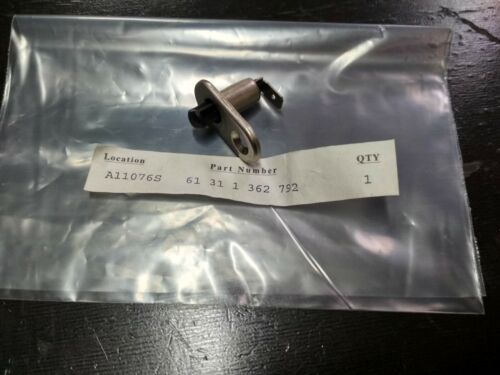 Location Part Number QTY
A11076S 61 31 1 362 792 1